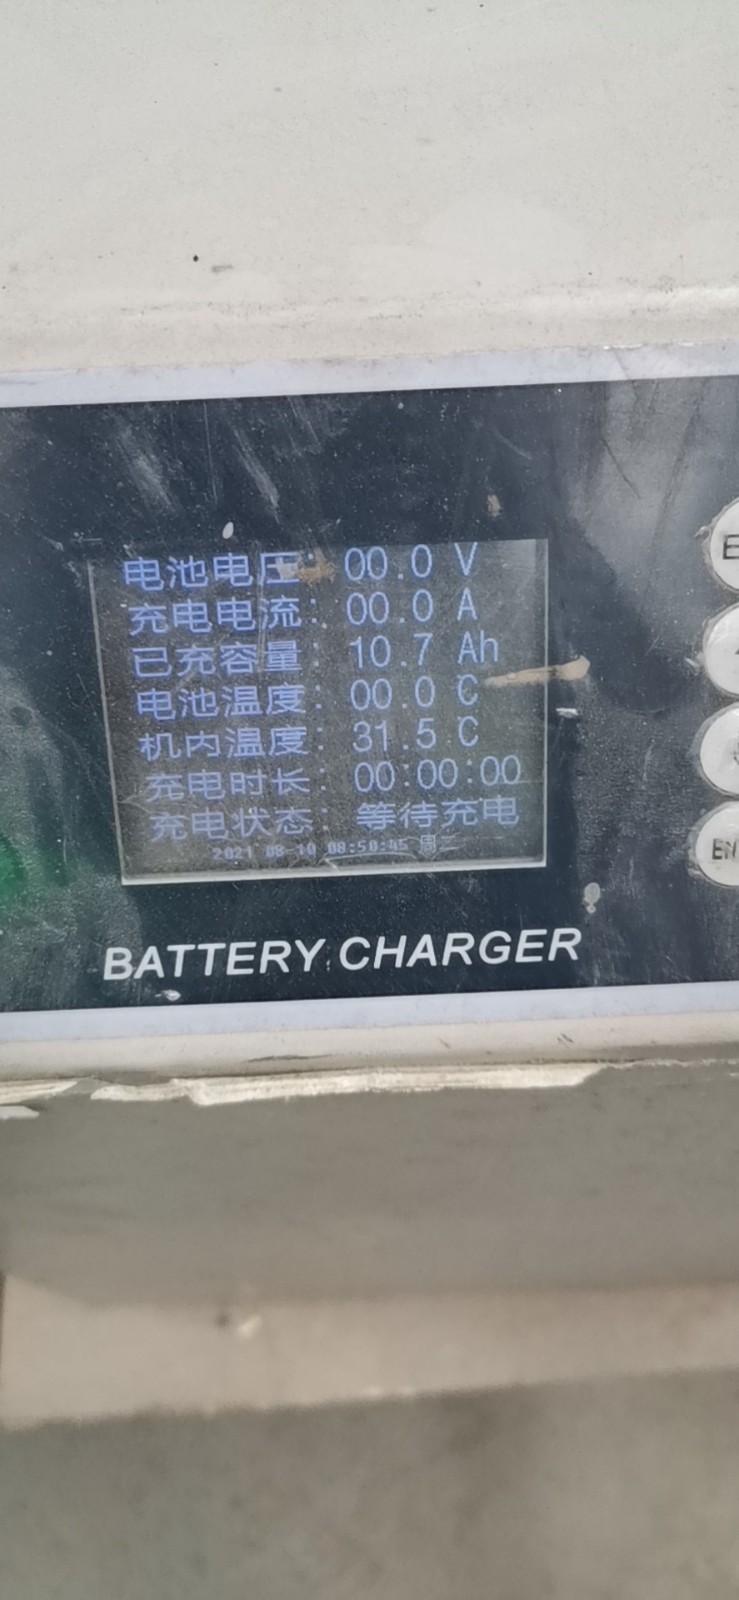 电池电压: 00.0 V
充电电流: 00.0 A
已充容量: 10.7 Ah
电池温度: 00.0 C
机内温度: 31.5 C
充电时长: 00:00:00
充电状态: 等待充电
2021-08-10 08:50:45 周二
BATTERY CHARGER